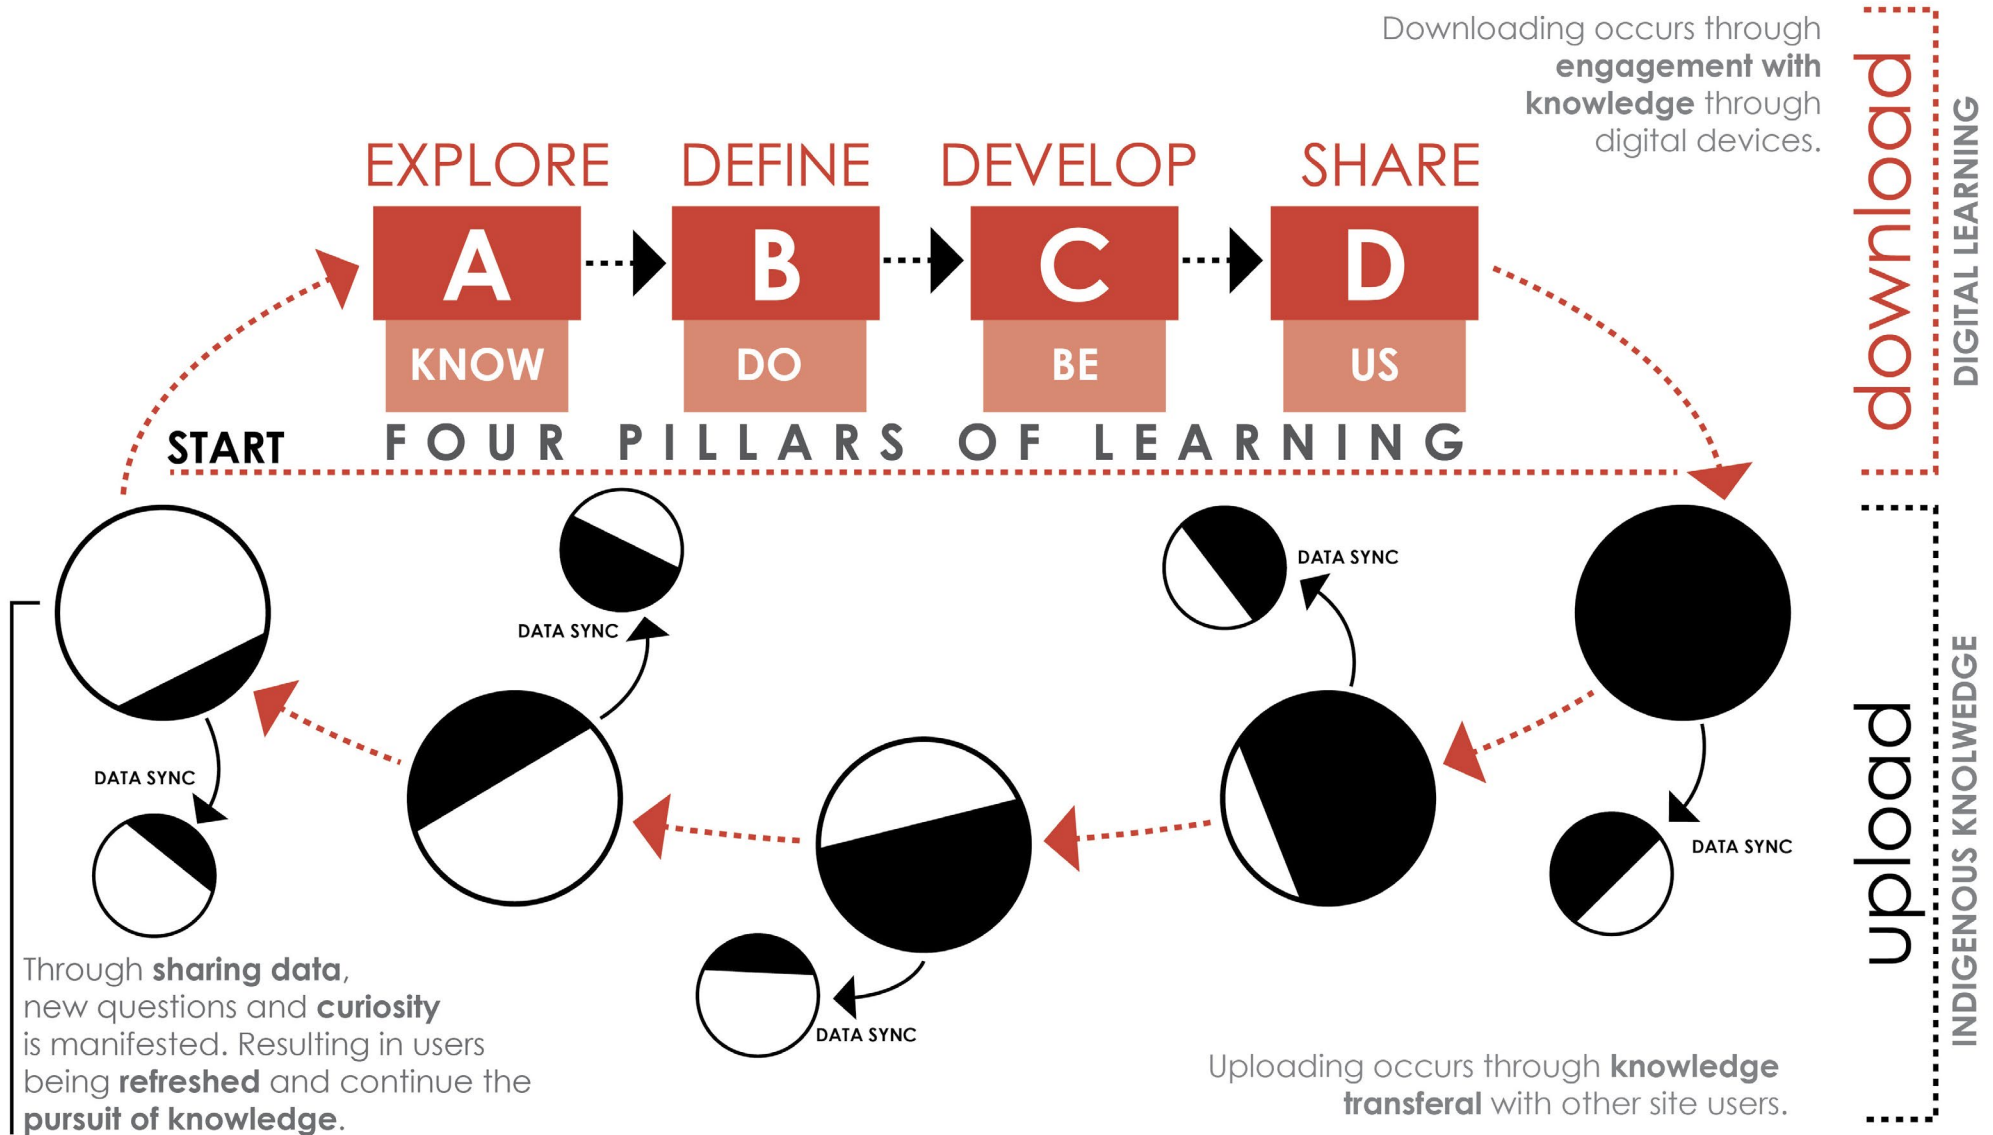 Downloading occurs through
engagement with
knowledge through
digital devices.
download
DIGITAL LEARNING
EXPLORE DEFINE DEVELOP SHARE
A B C D
KNOW DO BE US
START FOUR PILLARS OF LEARNING
DATA SYNC
DATA SYNC
DATA SYNC
DATA SYNC
DATA SYNC
upload
INDIGENOUS KNOLWEDGE
Through sharing data,
new questions and curiosity
is manifested. Resulting in users
being refreshed and continue the
pursuit of knowledge.
Uploading occurs through knowledge
transferal with other site users.